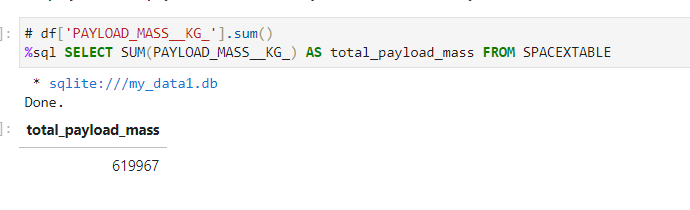 ]: # df['PAYLOAD_MASS__KG_'].sum()
%sql SELECT SUM(PAYLOAD_MASS__KG_) AS total_payload_mass FROM SPACEXTABLE
* sqlite:///my_data1.db
Done.
]: total_payload_mass
619967